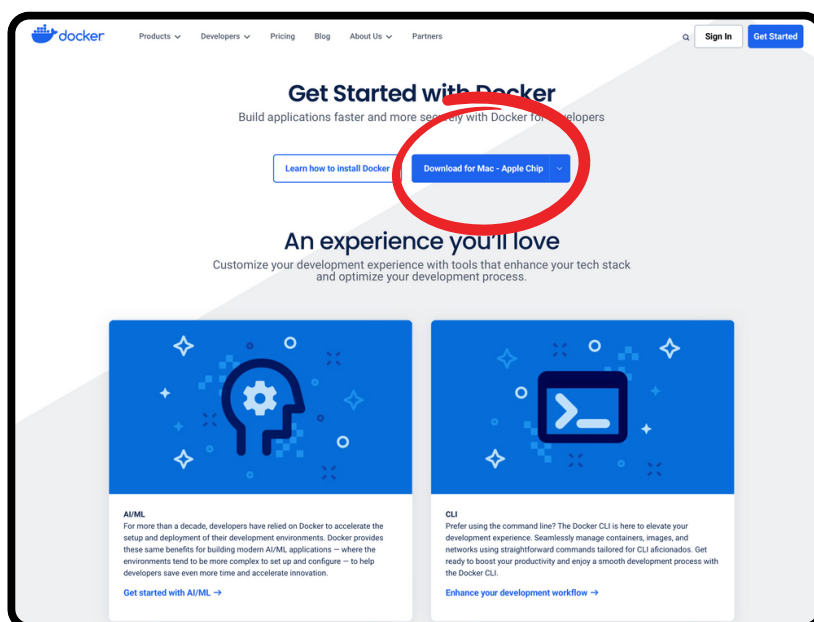 docker
Products
Developers
Pricing
Blog
About Us
Partners
Sign In
Get Started
Get Started with Docker
Build applications faster and more securely with Docker for developers
Learn how to install Docker
Download for Mac - Apple Chip
An experience you'll love
Customize your development experience with tools that enhance your tech stack
and optimize your development process.
AI/ML
For more than a decade, developers have relied on Docker to accelerate the
setup and deployment of their development environments. Docker provides
these same benefits for building modern AI/ML applications — where the
environments tend to be more complex to set up and configure — to help
developers save even more time and accelerate innovation.
Get started with AI/ML →
CLI
Prefer using the command line? The Docker CLI is here to elevate your
development experience. Seamlessly manage containers, images, and
networks using straightforward commands tailored for CLI aficionados. Get
ready to boost your productivity and enjoy a smooth development process with
the Docker CLI.
Enhance your development workflow →